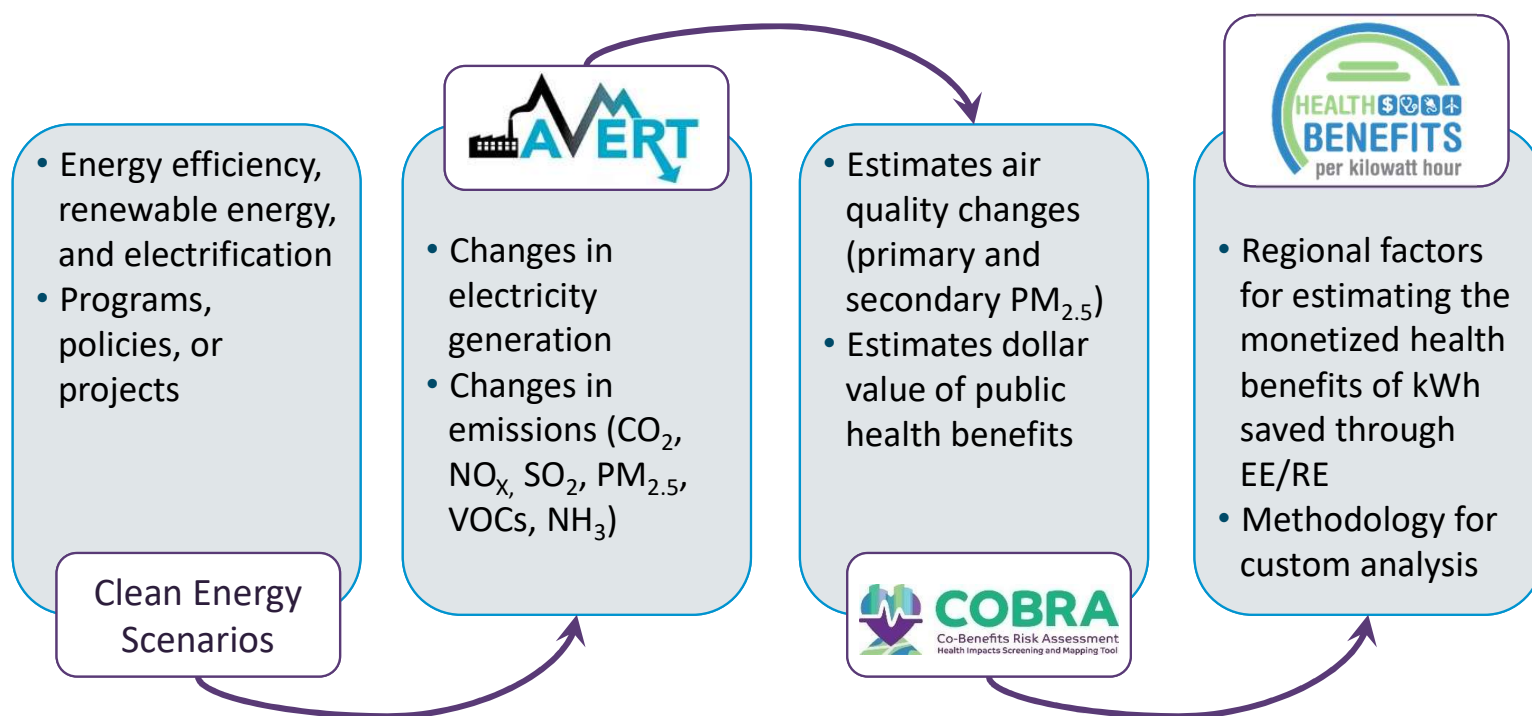 • Energy efficiency,
renewable energy,
and electrification
• Programs,
policies, or
projects
Clean Energy
Scenarios
AVERT
• Changes in
electricity
generation
• Changes in
emissions (CO₂,
NOₓ, SO₂, PM₂.₅,
VOCs, NH₃)
• Estimates air
quality changes
(primary and
secondary PM₂.₅)
• Estimates dollar
value of public
health benefits
COBRA
Co-Benefits Risk Assessment
Health Impacts Screening and Mapping Tool
HEALTH $
BENEFITS
per kilowatt hour
• Regional factors
for estimating the
monetized health
benefits of kWh
saved through
EE/RE
• Methodology for
custom analysis